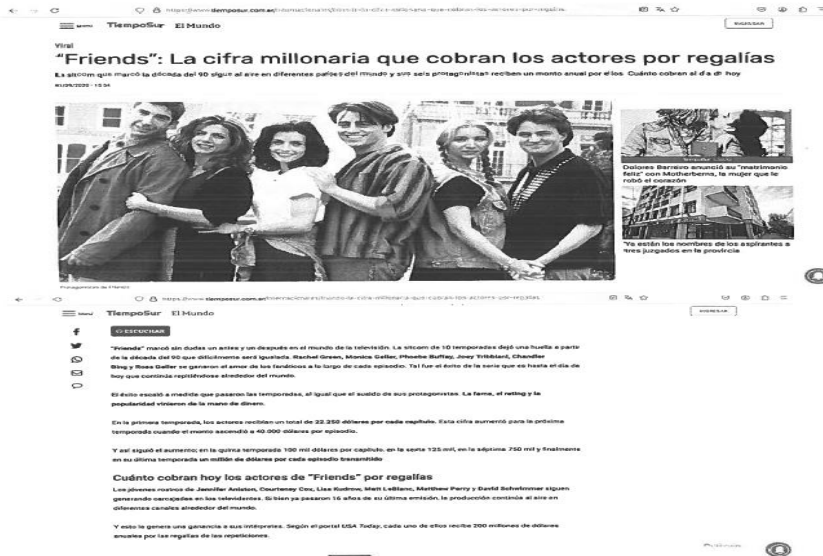 Menú TiempoSur El Mundo
INGRESAR
Viral
"Friends": La cifra millonaria que cobran los actores por regalías
La sitcom que marcó la década del 90 sigue al aire en diferentes países del mundo y sus seis protagonistas reciben un monto anual por ellos. Cuánto cobran al día de hoy
Dolores Barreiro anunció su "matrimonio
feliz" con Motherberna, la mujer que le
robó el corazón
Ya están los nombres de los aspirantes a
tres juzgados en la provincia
Protagonistas de Friends
Menú TiempoSur El Mundo
INGRESAR
ESCUCHAR
"Friends" marcó sin dudas un antes y un después en el mundo de la televisión. La sitcom de 10 temporadas dejó una huella a partir
de la década del 90 que difícilmente será igualada. Rachel Green, Monica Geller, Phoebe Buffay, Joey Tribbiani, Chandler
Bing y Ross Geller se ganaron el amor de los fanáticos a lo largo de cada episodio. Tal fue el éxito de la serie que es hasta el día de
hoy que continúa repitiéndose alrededor del mundo.
El éxito escaló a medida que pasaron las temporadas, al igual que el sueldo de sus protagonistas. La fama, el rating y la
popularidad vinieron de la mano de dinero.
En la primera temporada, los actores recibían un total de 22.250 dólares por cada capítulo. Esta cifra aumentó para la próxima
temporada cuando el monto ascendió a 40.000 dólares por episodio.
Y así siguió el aumento; en la quinta temporada 100 mil dólares por capítulo, en la sexta 125 mil, en la séptima 750 mil y finalmente
en su última temporada un millón de dólares por cada episodio transmitido
Cuánto cobran hoy los actores de "Friends" por regalías
Los jóvenes rostros de Jennifer Aniston, Courteney Cox, Lisa Kudrow, Matt LeBlanc, Matthew Perry y David Schwimmer siguen
generando carcajadas en los televidentes. Si bien ya pasaron 16 años de su última emisión, la producción continúa al aire en
diferentes canales alrededor del mundo.
Y esto le genera una ganancia a sus intérpretes. Según el portal USA Today, cada uno de ellos recibe 200 millones de dólares
anuales por las regalías de las repeticiones.